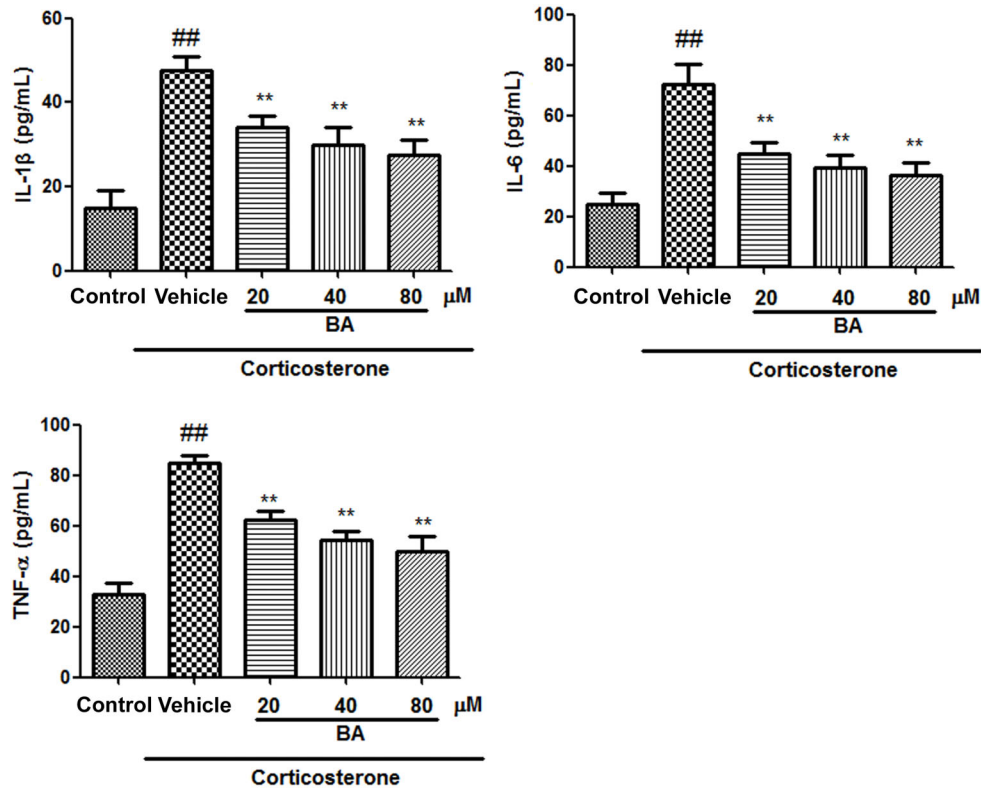 IL-1β (pg/mL)
60
40
20
0
##
**
**
**
Control Vehicle 20 40 80 μM
BA
Corticosterone
IL-6 (pg/mL)
100
80
60
40
20
0
##
**
**
**
Control Vehicle 20 40 80 μM
BA
Corticosterone
TNF-α (pg/mL)
100
80
60
40
20
0
##
**
**
**
Control Vehicle 20 40 80 μM
BA
Corticosterone